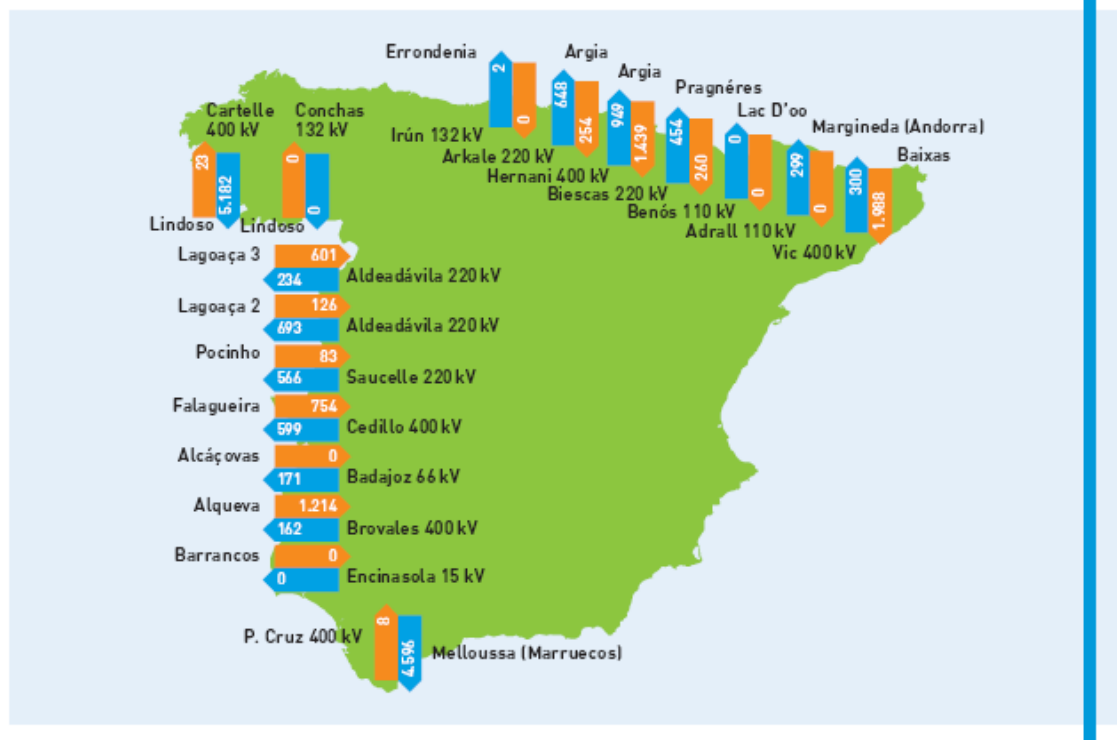 Errondenia
2
0
Irún 132 kV
Argia
648
254
Arkale 220 kV
Argia
949
1.439
Hernani 400 kV
Pragnéres
454
260
Biescas 220 kV
Lac D'oo
0
0
Benós 110 kV
Margineda (Andorra)
299
0
Adrall 110 kV
Baixas
300
1.988
Vic 400 kV
Cartelle
400 kV
23
5.182
Lindoso
Conchas
132 kV
0
0
Lindoso
Lagoaça 3
601
234
Aldeadávila 220 kV
Lagoaça 2
126
693
Aldeadávila 220 kV
Pocinho
83
566
Saucelle 220 kV
Falagueira
754
599
Cedillo 400 kV
Alcáçovas
0
171
Badajoz 66 kV
Alqueva
1.214
162
Brovales 400 kV
Barrancos
0
0
Encinasola 15 kV
P. Cruz 400 kV
8
4.596
Melloussa (Marruecos)